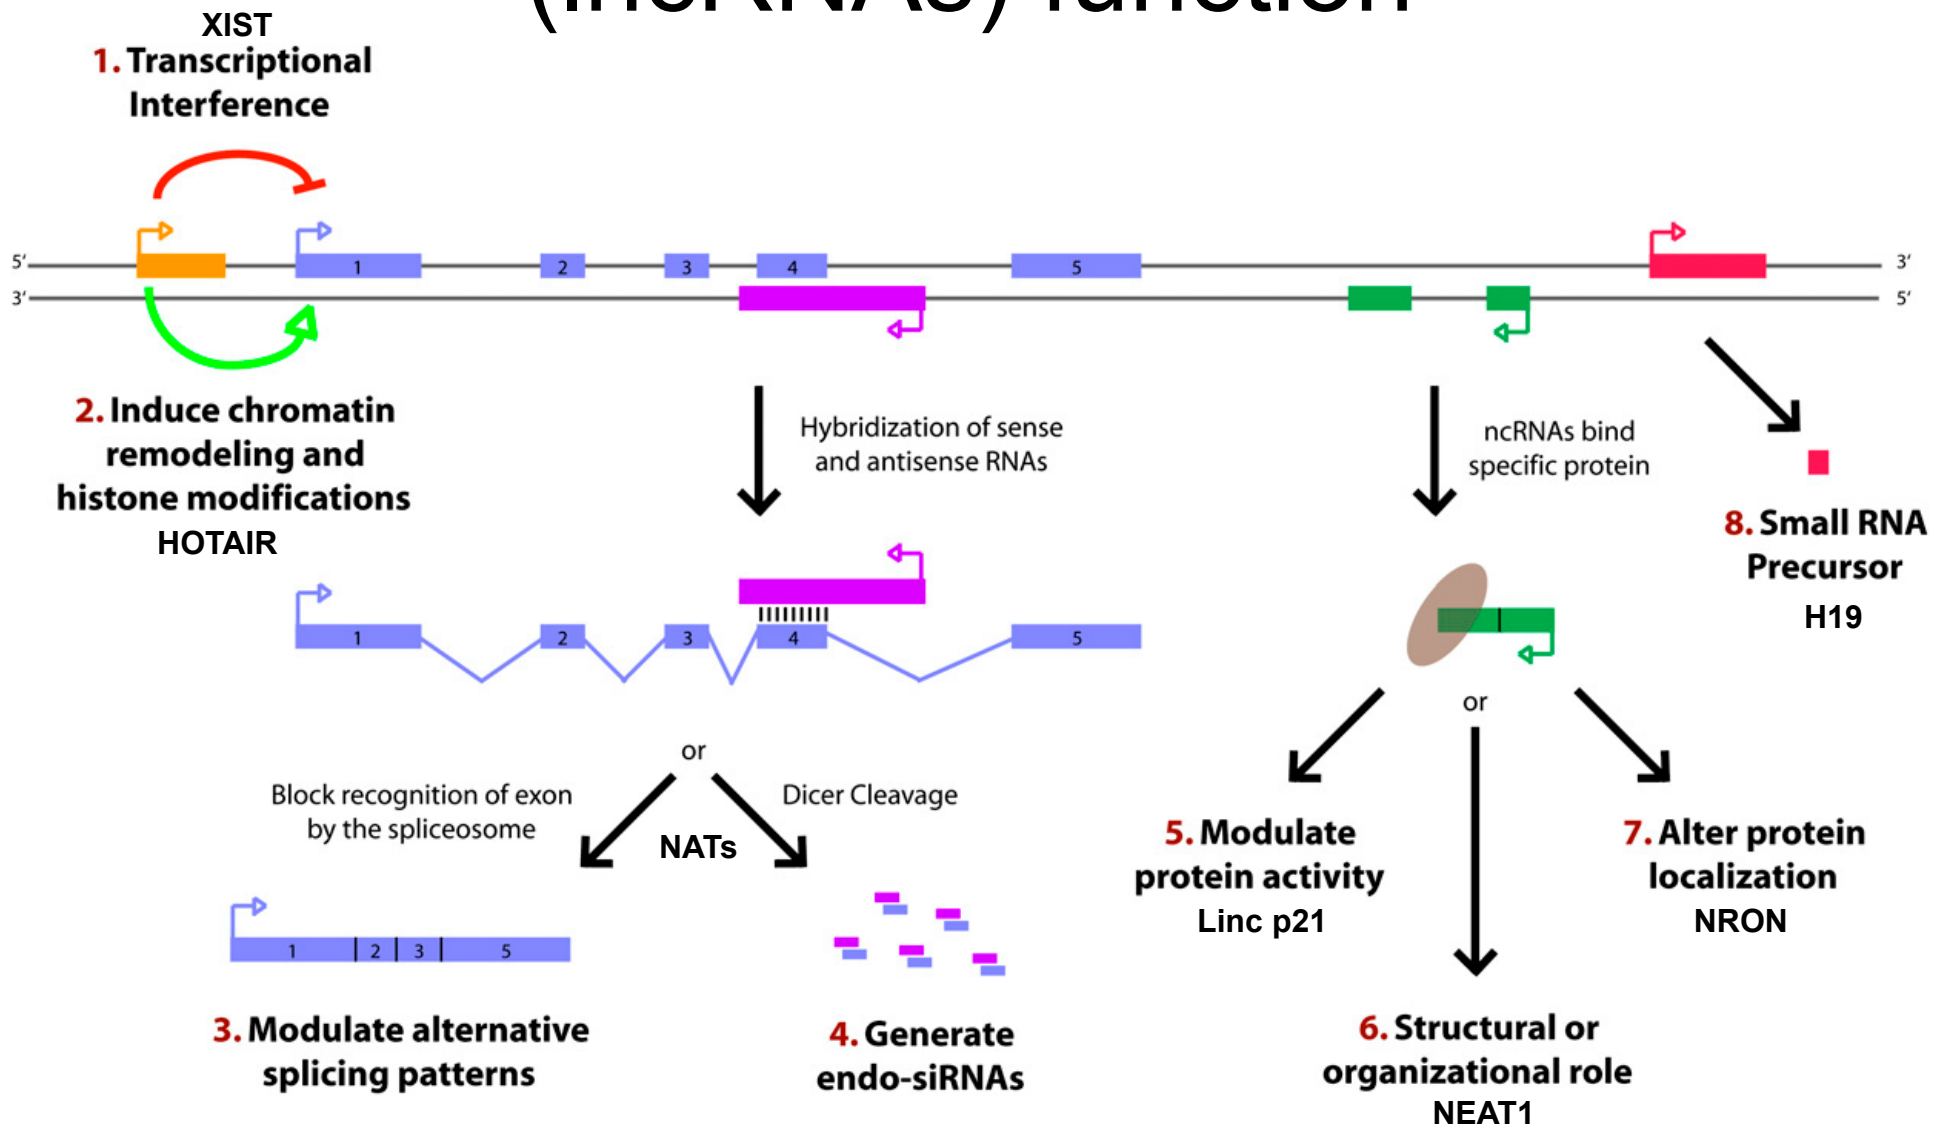 (lncRNAs) function
XIST
1. Transcriptional
Interference
5'
1
2
3
4
5
3'
3'
5'
2. Induce chromatin
remodeling and
histone modifications
HOTAIR
Hybridization of sense
and antisense RNAs
ncRNAs bind
specific protein
8. Small RNA
Precursor
H19
1
2
3
4
5
or
Block recognition of exon
by the spliceosome
Dicer Cleavage
NATs
or
1
2
3
5
3. Modulate alternative
splicing patterns
4. Generate
endo-siRNAs
5. Modulate
protein activity
Linc p21
7. Alter protein
localization
NRON
6. Structural or
organizational role
NEAT1